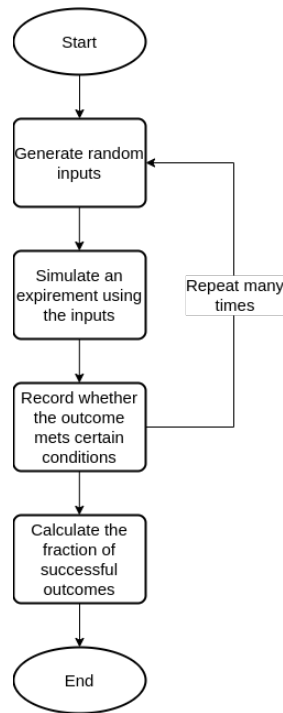 Start
Generate random
inputs
Simulate an
expirement using
the inputs
Repeat many
times
Record whether
the outcome
mets certain
conditions
Calculate the
fraction of
successful
outcomes
End